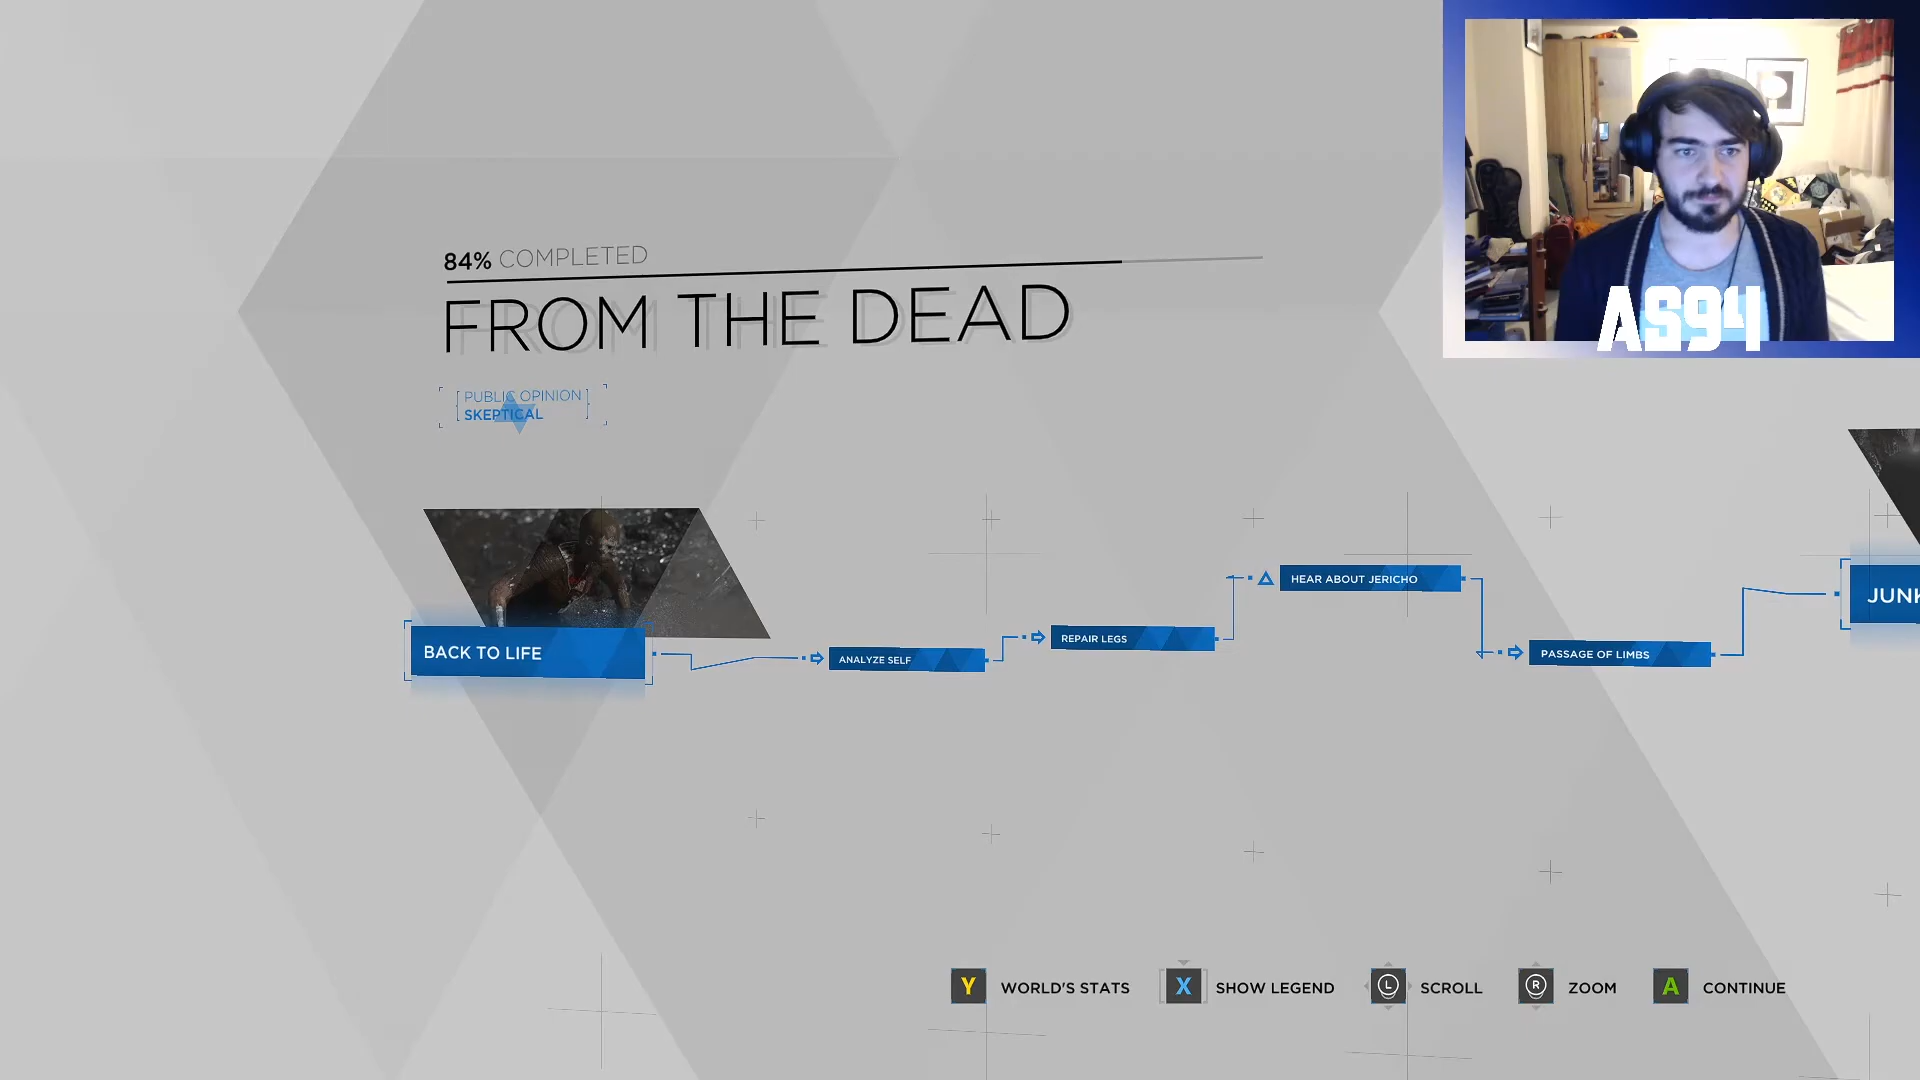 84% COMPLETED
FROM THE DEAD
PUBLIC OPINION
SKEPTICAL
AS94
BACK TO LIFE
ANALYZE SELF
REPAIR LEGS
HEAR ABOUT JERICHO
PASSAGE OF LIMBS
JUNK
Y WORLD'S STATS
X SHOW LEGEND
L SCROLL
R ZOOM
A CONTINUE